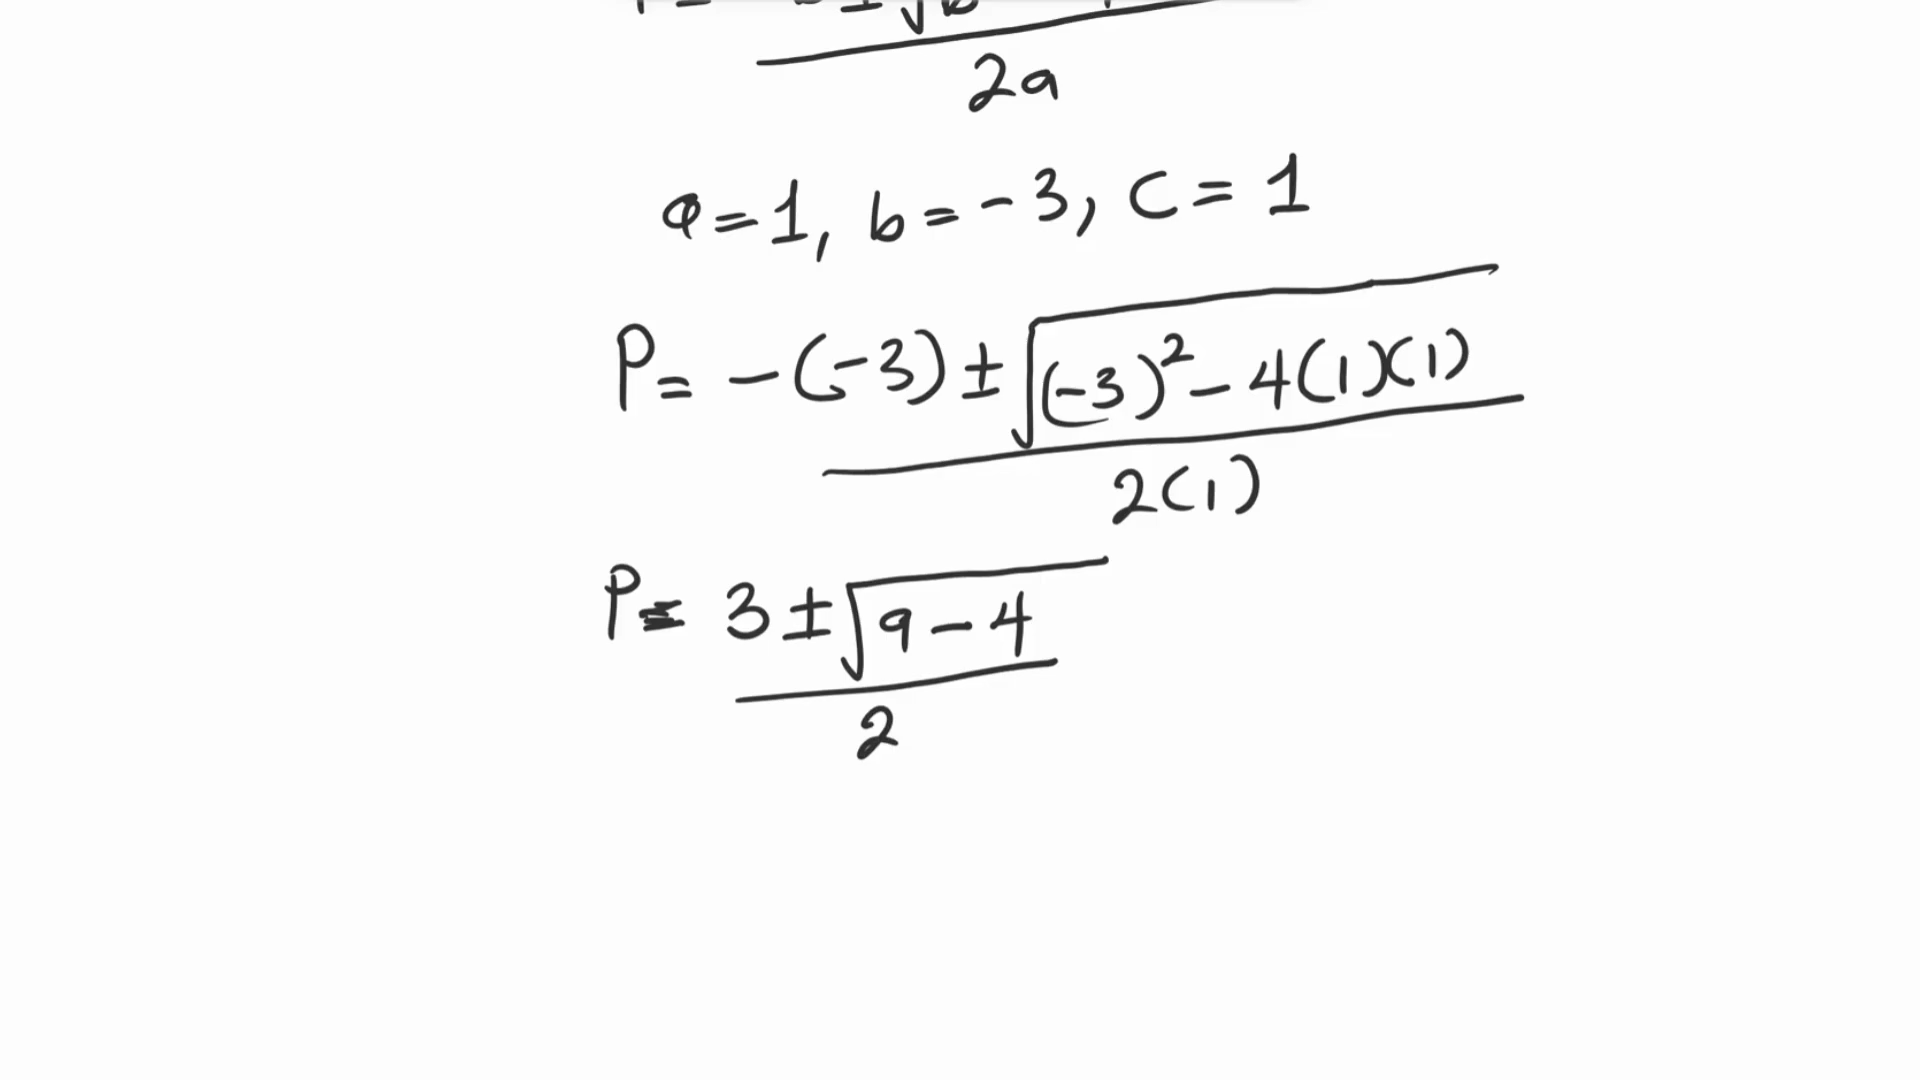 2a
a=1, b=-3, c=1
P= -(-3)±√(-3)²-4(1)(1)
2(1)
P= 3±√9-4
2